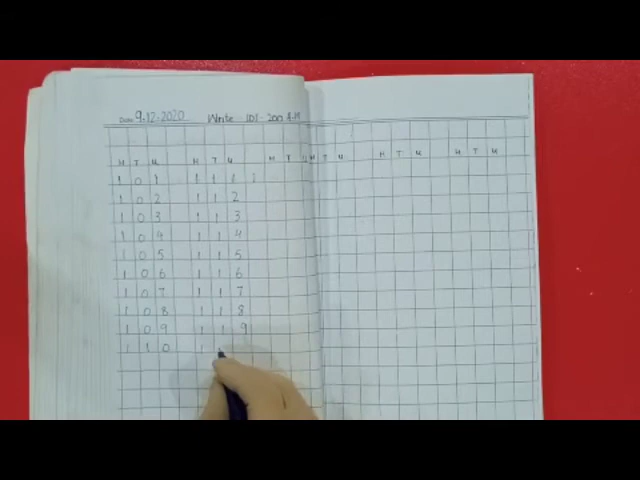 Date 9.12.2020 Write 101-200
H T U H T U H T U H T U H T U H T U
1 0 1 1 1 1 1
1 0 2 1 1 2
1 0 3 1 1 3
1 0 4 1 1 4
1 0 5 1 1 5
1 0 6 1 1 6
1 0 7 1 1 7
1 0 8 1 1 8
1 0 9 1 1 9
1 1 0 1 1